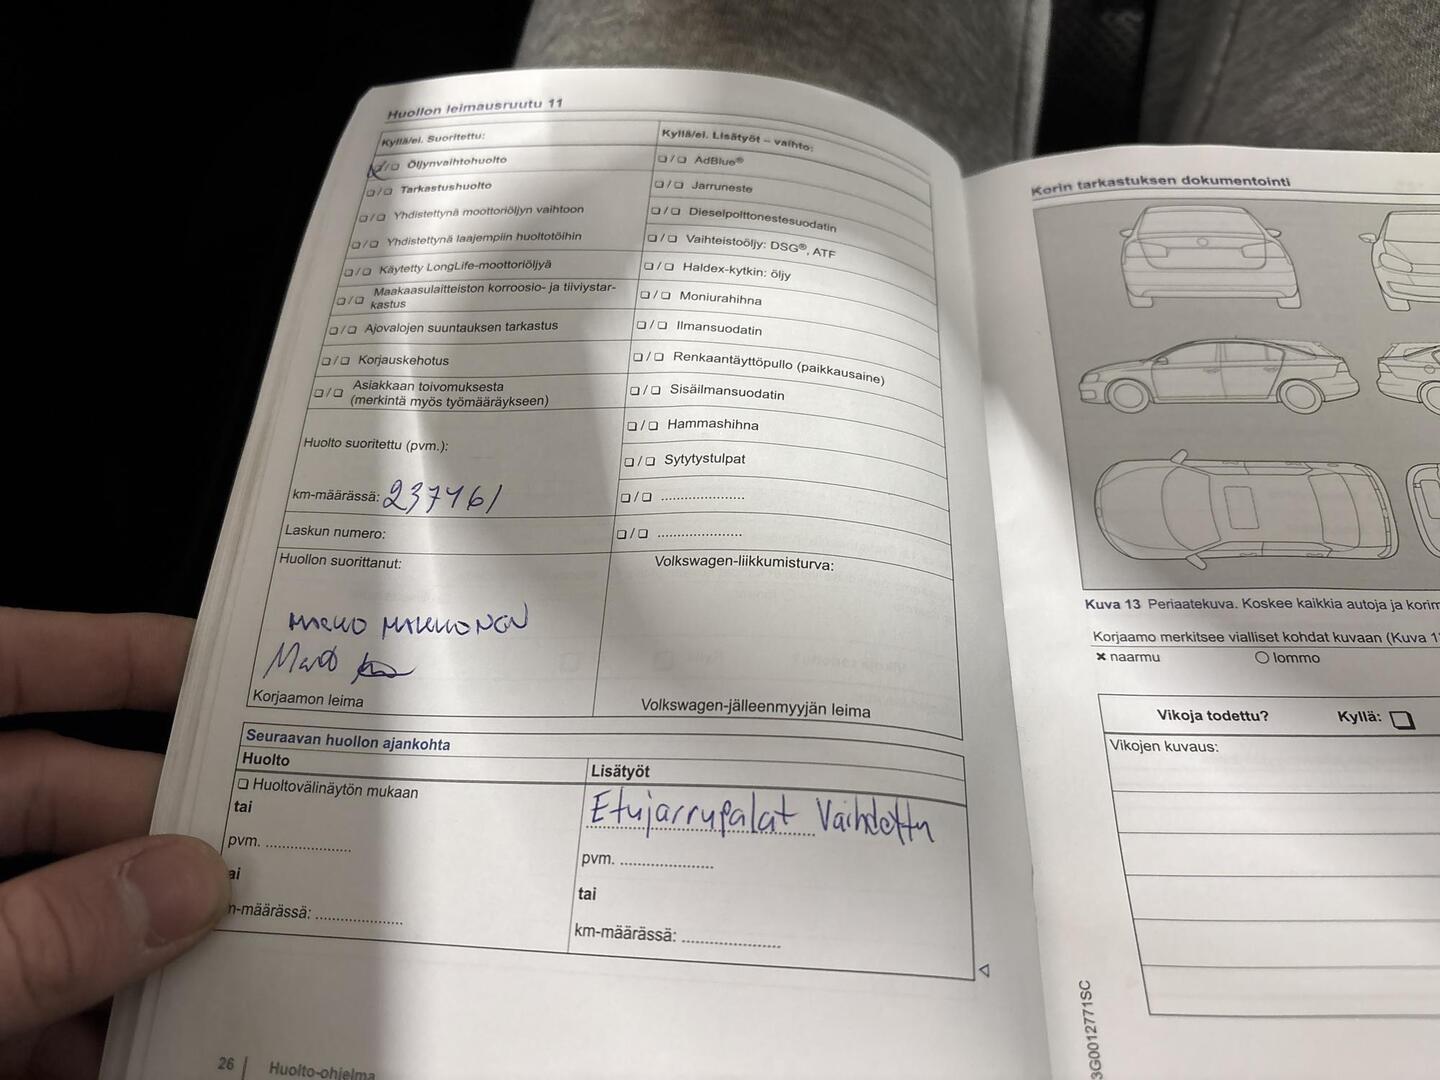 Huollon leimausruutu 11
Kyllä/ei. Suoritettu:
❏/❏ Öljynvaihtohuolto
❏/❏ Tarkastushuolto
❏/❏ Yhdistettynä moottoriöljyn vaihtoon
❏/❏ Yhdistettynä laajempiin huoltotöihin
❏/❏ Käytetty LongLife-moottoriöljyä
❏/❏ Maakaasulaitteiston korroosio- ja tiiviystar-
kastus
❏/❏ Ajovalojen suuntauksen tarkastus
❏/❏ Korjauskehotus
❏/❏ Asiakkaan toivomuksesta
(merkintä myös työmääräykseen)
Huolto suoritettu (pvm.):
km-määrässä: 237461
Laskun numero:
Huollon suorittanut:
Korjaamon leima
Kyllä/ei. Lisätyöt – vaihto:
❏/❏ AdBlue®
❏/❏ Jarruneste
❏/❏ Dieselpolttonestesuodatin
❏/❏ Vaihteistoöljy: DSG®, ATF
❏/❏ Haldex-kytkin: öljy
❏/❏ Moniurahihna
❏/❏ Ilmansuodatin
❏/❏ Renkaantäyttöpullo (paikkausaine)
❏/❏ Sisäilmansuodatin
❏/❏ Hammashihna
❏/❏ Sytytystulpat
❏/❏ ....................
❏/❏ ....................
Volkswagen-liikkumisturva:
Volkswagen-jälleenmyyjän leima
Seuraavan huollon ajankohta
Huolto
❏ Huoltovälinäytön mukaan
tai
pvm. ....................
ai
m-määrässä: ....................
Lisätyöt
Etujarrupalat Vaihdettu
pvm. ....................
tai
km-määrässä: ....................
26 Huolto-ohjelma
Korin tarkastuksen dokumentointi
Kuva 13 Periaatekuva. Koskee kaikkia autoja ja korim
Korjaamo merkitsee vialliset kohdat kuvaan (Kuva 1
× naarmu ○ lommo
Vikoja todettu? Kyllä: ❏
Vikojen kuvaus:
3G0012771SC